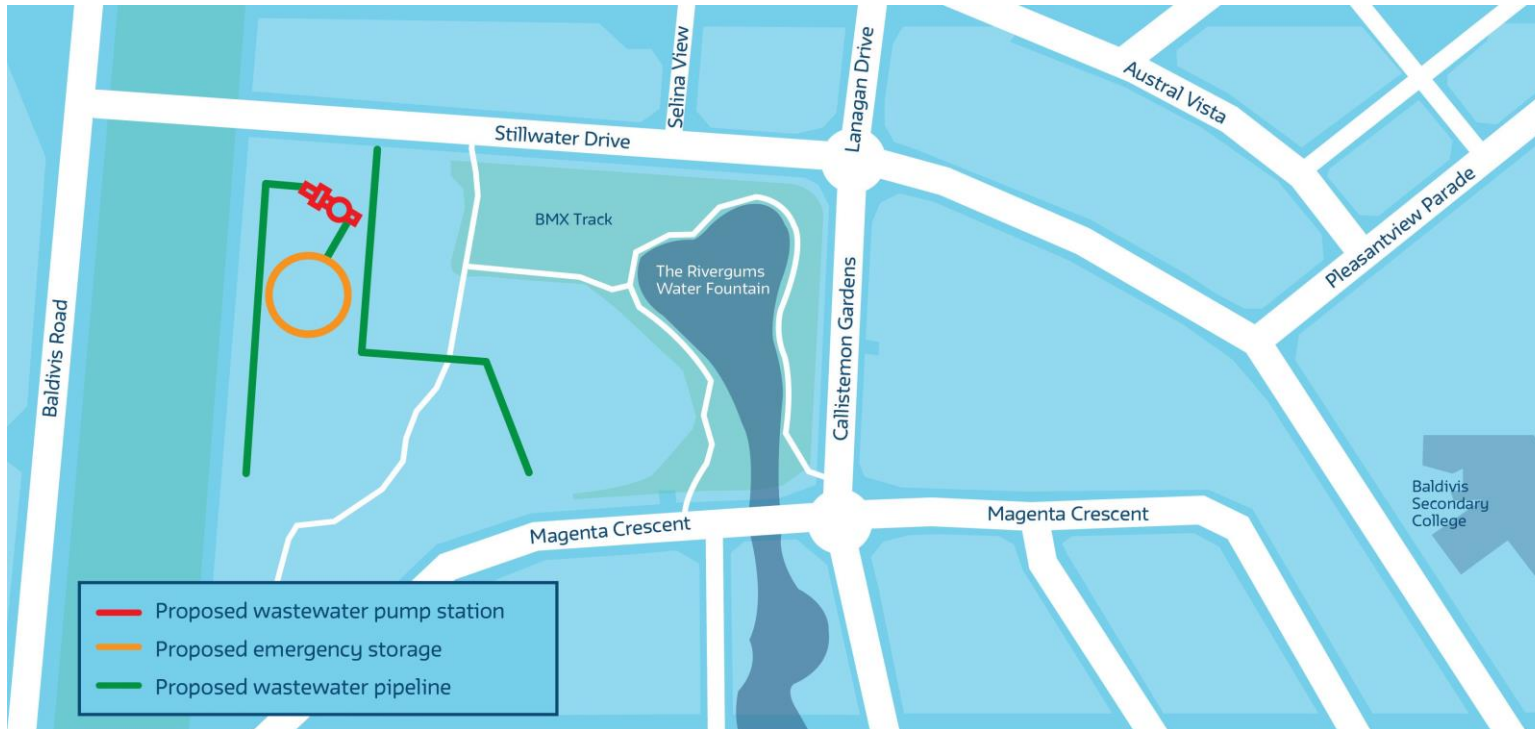 Selina View
Lanagan Drive
Austral Vista
Stillwater Drive
Pleasantview Parade
BMX Track
The Rivergums
Water Fountain
Baldivis Road
Callistemon Gardens
Baldivis
Secondary
College
Magenta Crescent
Magenta Crescent
Proposed wastewater pump station
Proposed emergency storage
Proposed wastewater pipeline